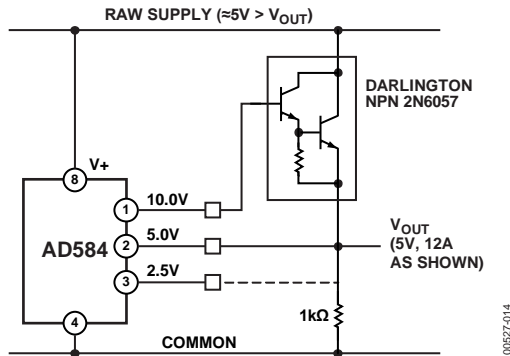 RAW SUPPLY (≈5V > VOUT)
DARLINGTON
NPN 2N6057
8
V+
1
10.0V
AD584
2
5.0V
VOUT
(5V, 12A
AS SHOWN)
3
2.5V
1kΩ
4
COMMON
00527-014